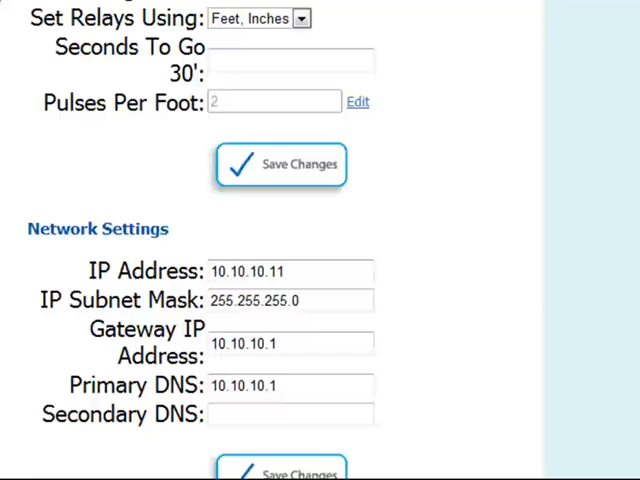 Set Relays Using: Feet, Inches
Seconds To Go
30':
Pulses Per Foot: 2 Edit
Save Changes
Network Settings
IP Address: 10.10.10.11
IP Subnet Mask: 255.255.255.0
Gateway IP
Address: 10.10.10.1
Primary DNS: 10.10.10.1
Secondary DNS:
Save Changes